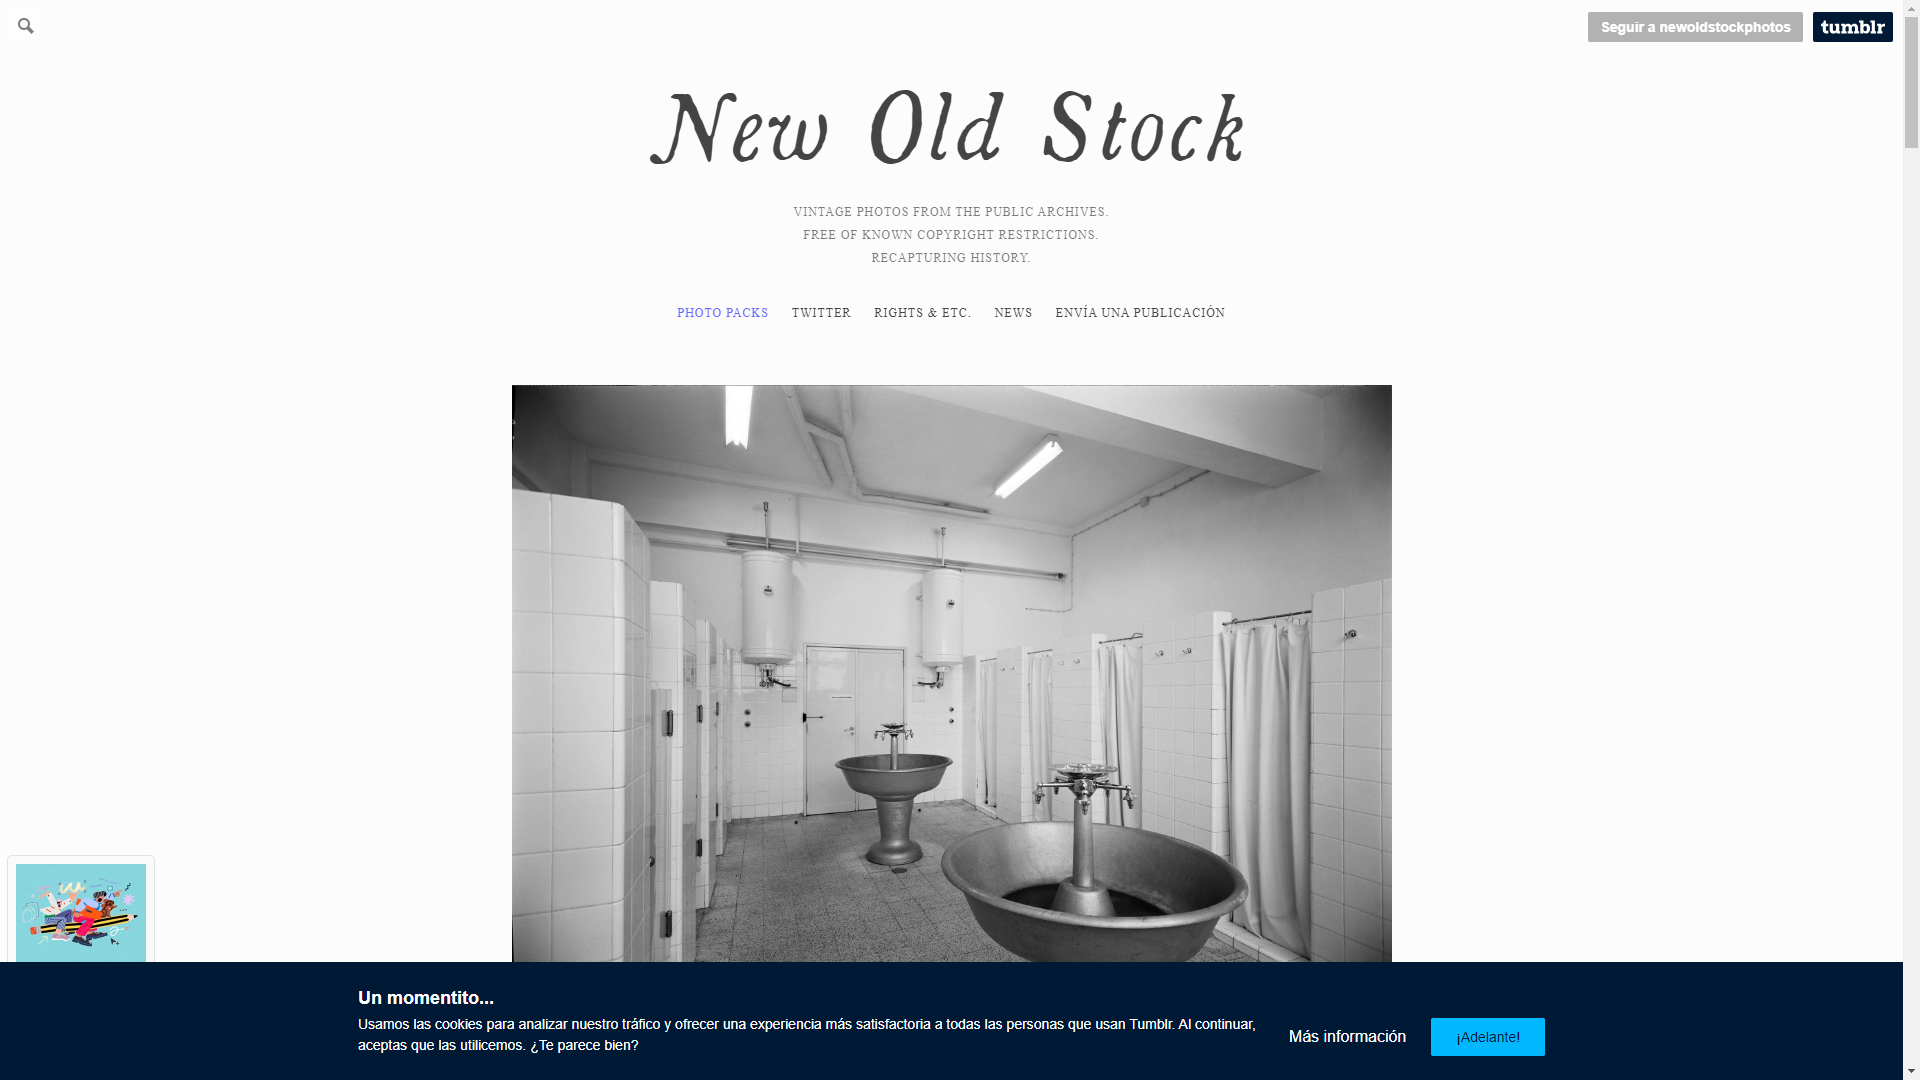 Seguir a newoldstockphotos
tumblr
New Old Stock
VINTAGE PHOTOS FROM THE PUBLIC ARCHIVES.
FREE OF KNOWN COPYRIGHT RESTRICTIONS.
RECAPTURING HISTORY.
PHOTO PACKS TWITTER RIGHTS & ETC. NEWS ENVÍA UNA PUBLICACIÓN
Un momentito...
Usamos las cookies para analizar nuestro tráfico y ofrecer una experiencia más satisfactoria a todas las personas que usan Tumblr. Al continuar,
aceptas que las utilicemos. ¿Te parece bien?
Más información
¡Adelante!